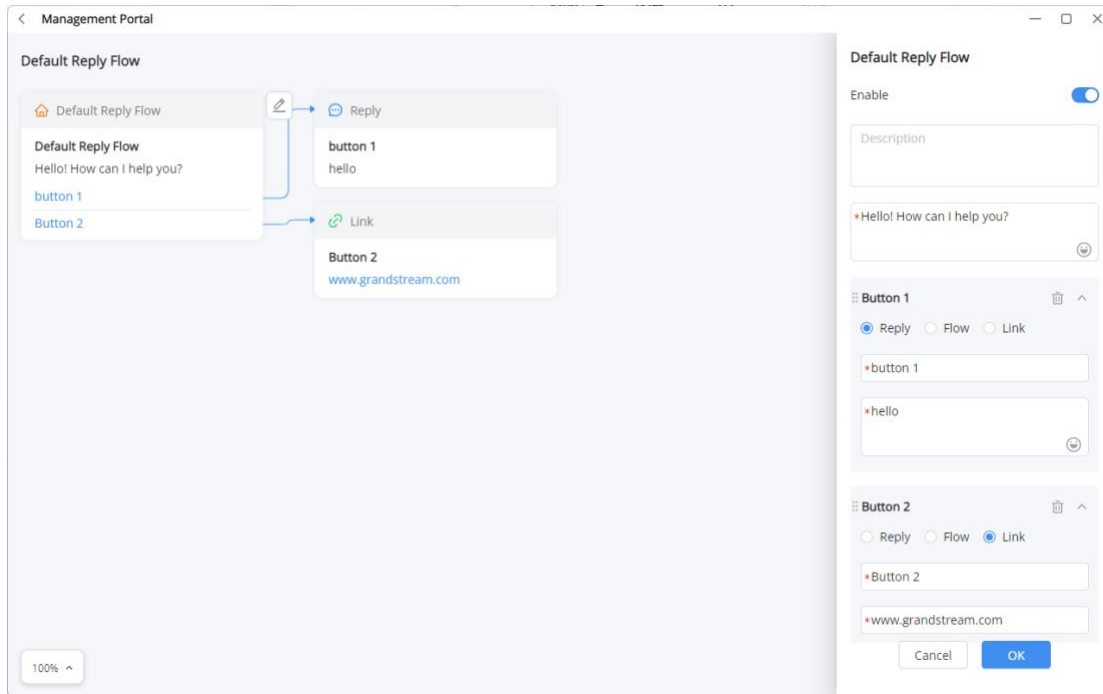 Management Portal
Default Reply Flow
Default Reply Flow
Default Reply Flow
Hello! How can I help you?
button 1
Button 2
Reply
button 1
hello
Link
Button 2
www.grandstream.com
100%
Default Reply Flow
Enable
Description
*Hello! How can I help you?
Button 1
Reply Flow Link
*button 1
*hello
Button 2
Reply Flow Link
*Button 2
*www.grandstream.com
Cancel OK